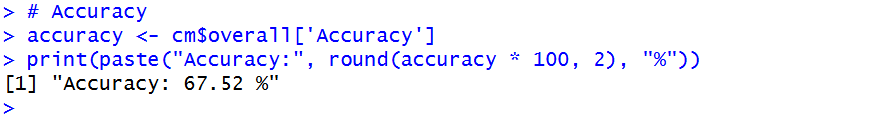 > # Accuracy
> accuracy <- cm$overall['Accuracy']
> print(paste("Accuracy:", round(accuracy * 100, 2), "%"))
[1] "Accuracy: 67.52 %"
>